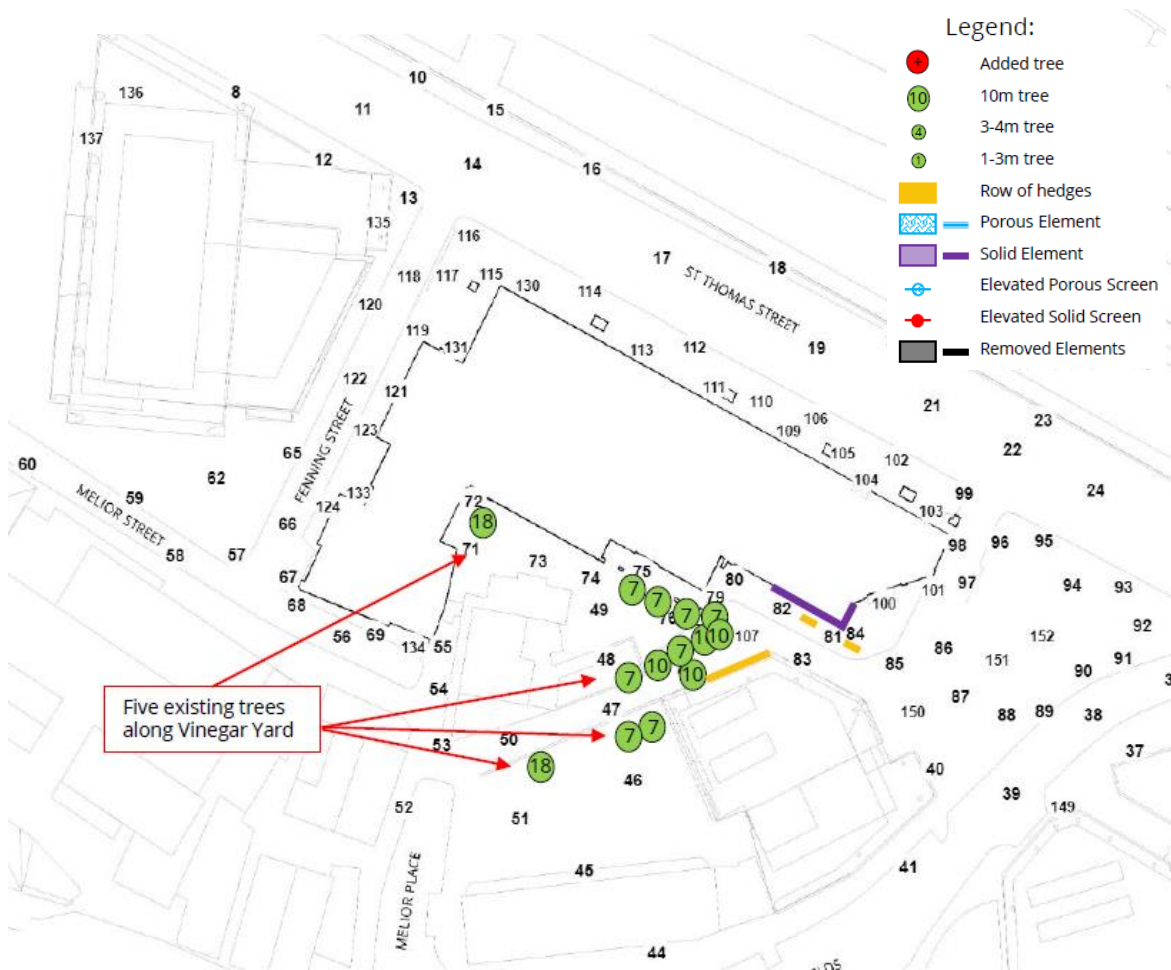 Legend:
+ Added tree
10 10m tree
4 3-4m tree
1 1-3m tree
Row of hedges
Porous Element
Solid Element
Elevated Porous Screen
Elevated Solid Screen
Removed Elements
10
136 8 11 15
137 12 14 16
13
135
116 17 ST THOMAS STREET 18
118 117 115 130 114
120
119 131 113 112 19
122 121 111 110 106 21 23
123 109 105 102 22
FENNING STREET
65
60 62 104 24
MELIOR STREET 59 133 72 103 99
66 124 18
58 57 71 98 96 95
67 73 74 75 80 97 101 94 93
68 49 7 7 7 7 79 82 100
56 69 134 55 10 107 81 84 86 152 92
48 7 10 7 10 83 85 151 90 91
54
Five existing trees
along Vinegar Yard
47 150 87 88 89 38
53 50 7 7
18 46 40 37
52 51 39 149
MELIOR PLACE
45 41
44